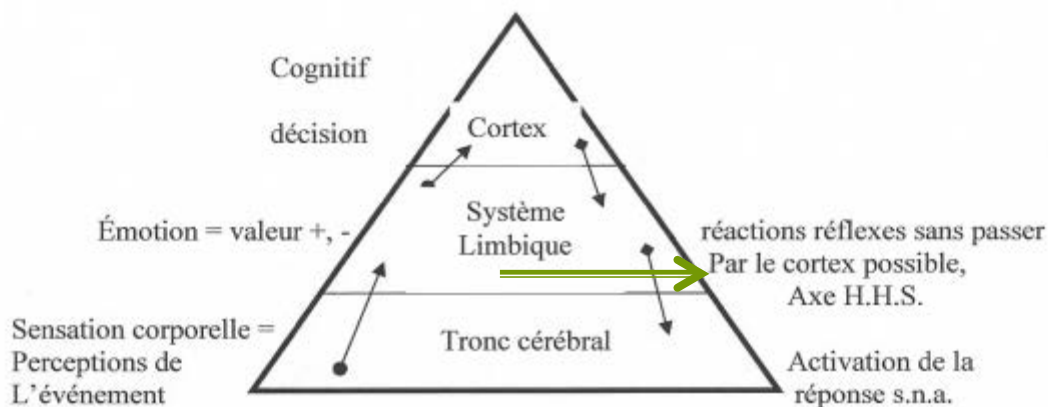 Cognitif
décision
Cortex
Émotion = valeur +, -
Système
Limbique
réactions réflexes sans passer
Par le cortex possible,
Axe H.H.S.
Sensation corporelle =
Perceptions de
L'événement
Tronc cérébral
Activation de la
réponse s.n.a.